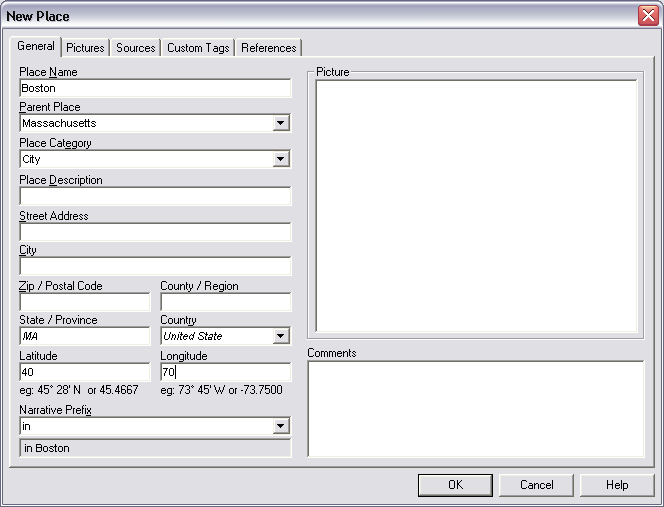 New Place
General Pictures Sources Custom Tags References
Place Name
Boston
Parent Place
Massachusetts
Place Category
City
Place Description
Street Address
City
Zip / Postal Code County / Region
State / Province Country
MA United State
Latitude Longitude
40 70
eg: 45° 28' N or 45.4667 eg: 73° 45' W or -73.7500
Narrative Prefix
in
in Boston
Picture
Comments
OK Cancel Help